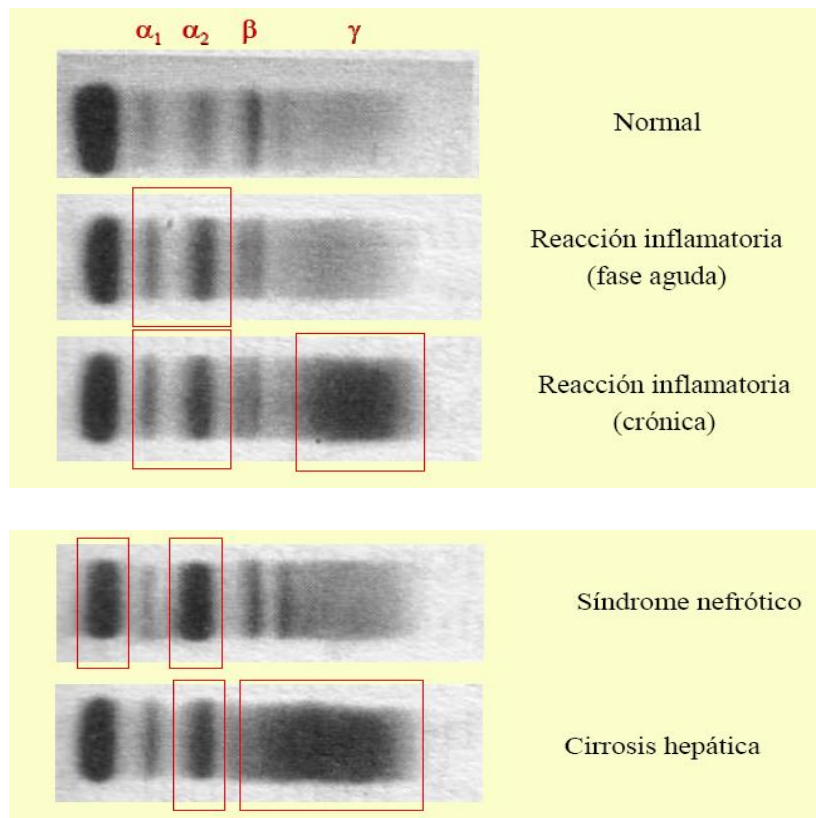 α₁ α₂ β γ
Normal
Reacción inflamatoria
(fase aguda)
Reacción inflamatoria
(crónica)
Síndrome nefrótico
Cirrosis hepática